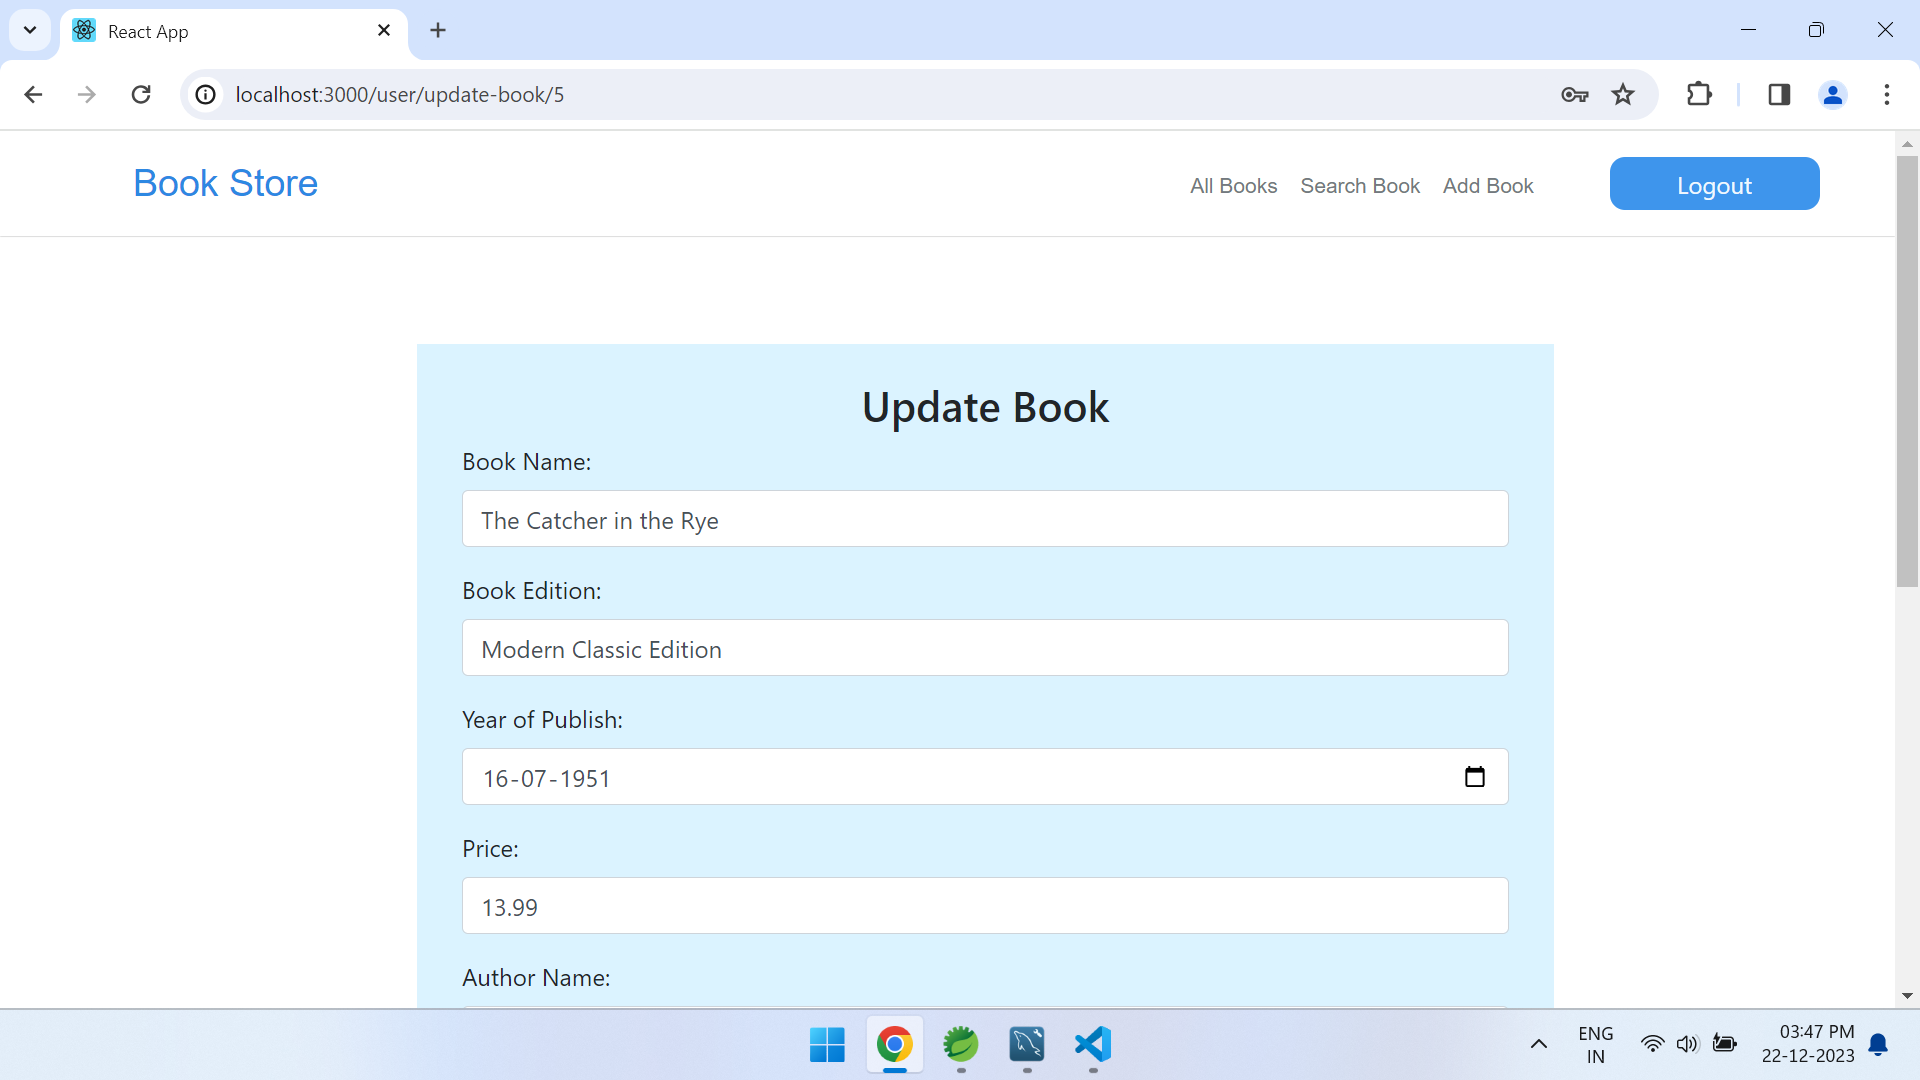 React App
localhost:3000/user/update-book/5
Book Store
All Books Search Book Add Book Logout
Update Book
Book Name:
The Catcher in the Rye
Book Edition:
Modern Classic Edition
Year of Publish:
16-07-1951
Price:
13.99
Author Name:
ENG
IN
03:47 PM
22-12-2023